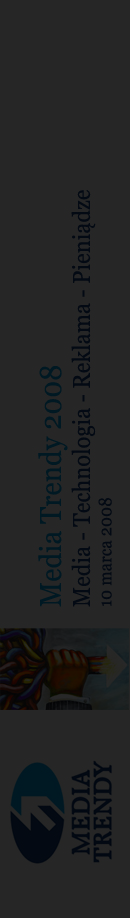 Media Trendy 2008
Media - Technologia - Reklama - Pieniądze
10 marca 2008
MEDIA
TRENDY